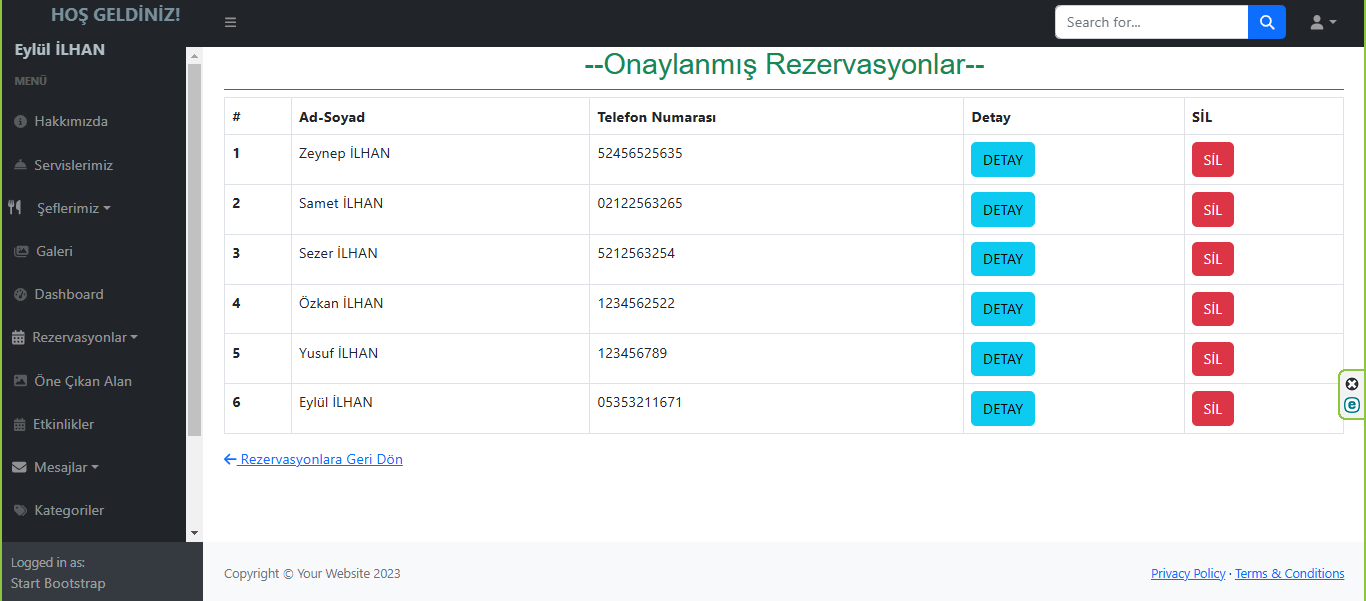 HOŞ GELDİNİZ!
Search for...
Eylül İLHAN
MENÜ
Hakkımızda
Servislerimiz
Şeflerimiz
Galeri
Dashboard
Rezervasyonlar
Öne Çıkan Alan
Etkinlikler
Mesajlar
Kategoriler
Logged in as:
Start Bootstrap
--Onaylanmış Rezervasyonlar--
# Ad-Soyad Telefon Numarası Detay SİL
1 Zeynep İLHAN 52456525635 DETAY SİL
2 Samet İLHAN 02122563265 DETAY SİL
3 Sezer İLHAN 5212563254 DETAY SİL
4 Özkan İLHAN 1234562522 DETAY SİL
5 Yusuf İLHAN 123456789 DETAY SİL
6 Eylül İLHAN 05353211671 DETAY SİL
Rezervasyonlara Geri Dön
Copyright © Your Website 2023
Privacy Policy · Terms & Conditions